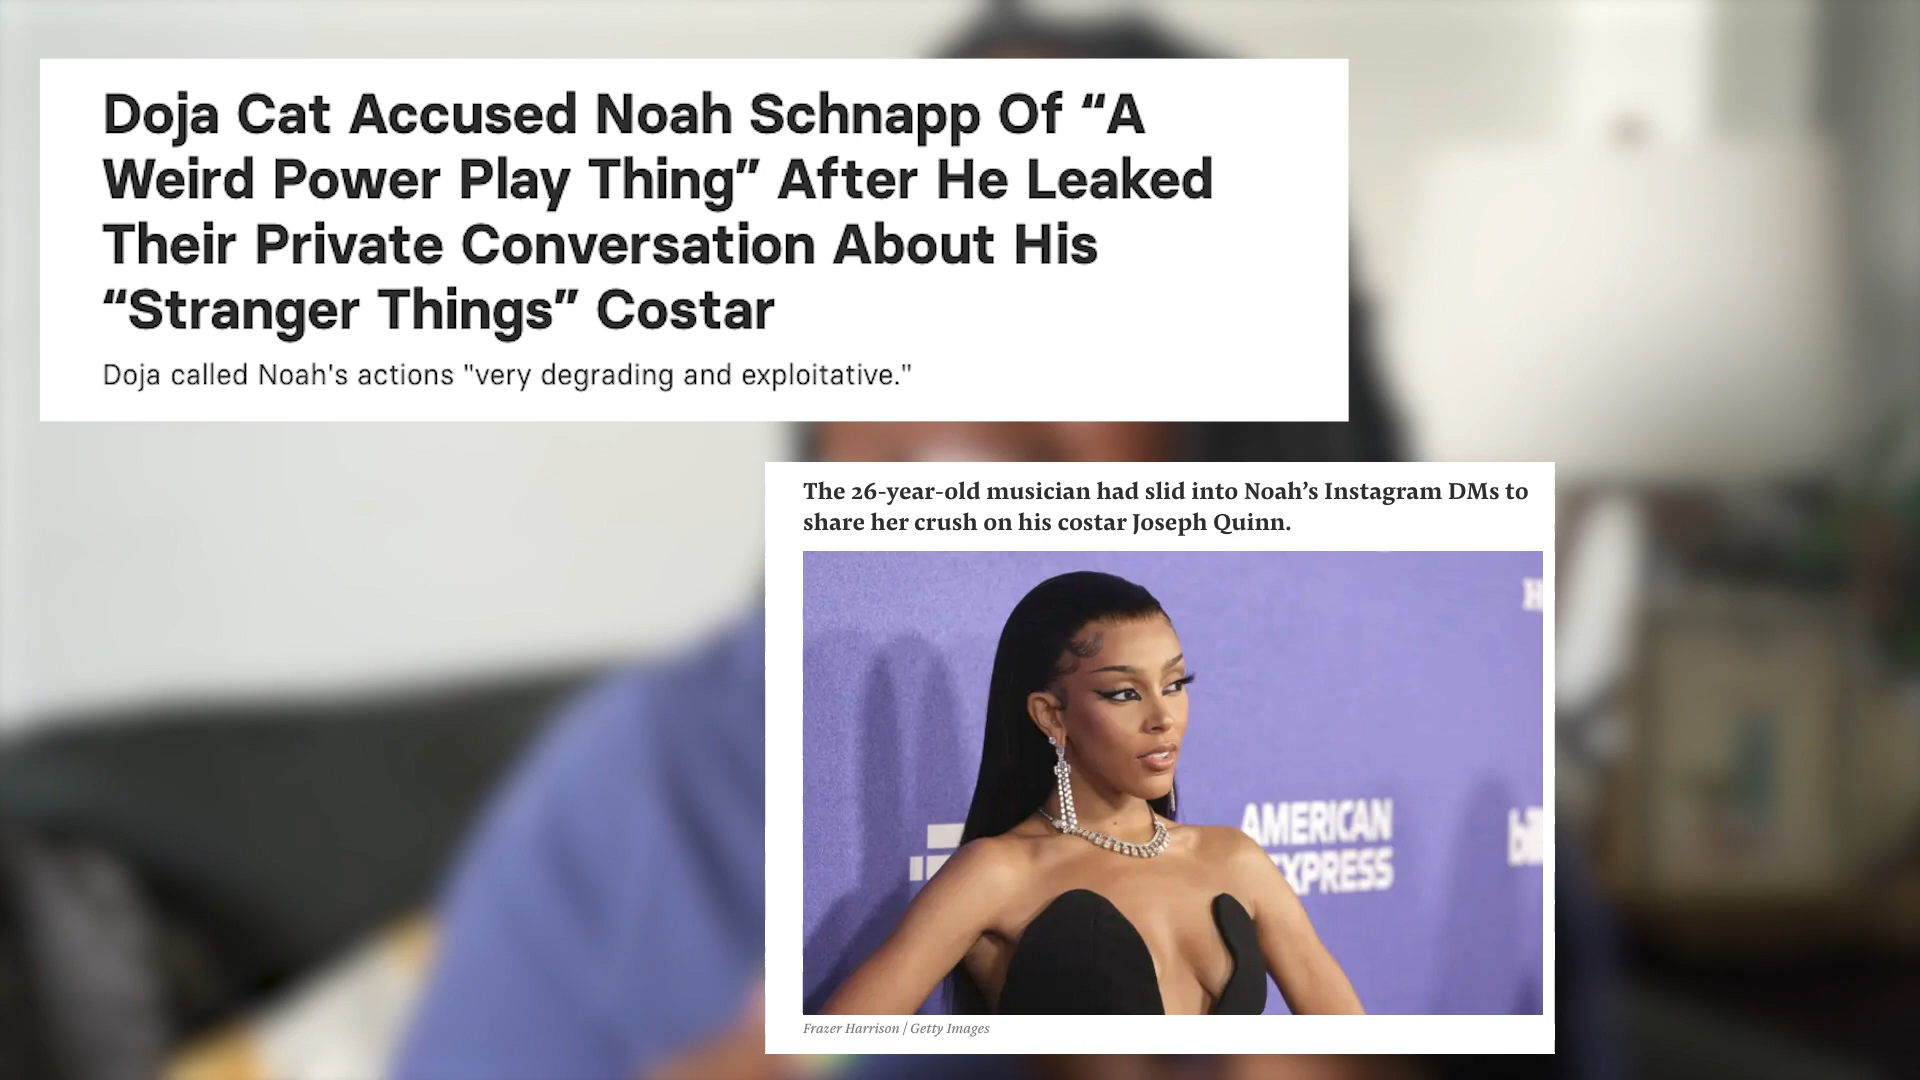 Doja Cat Accused Noah Schnapp Of “A
Weird Power Play Thing” After He Leaked
Their Private Conversation About His
“Stranger Things” Costar
Doja called Noah's actions "very degrading and exploitative."
The 26-year-old musician had slid into Noah’s Instagram DMs to
share her crush on his costar Joseph Quinn.
AMERICAN
EXPRESS
Frazer Harrison / Getty Images